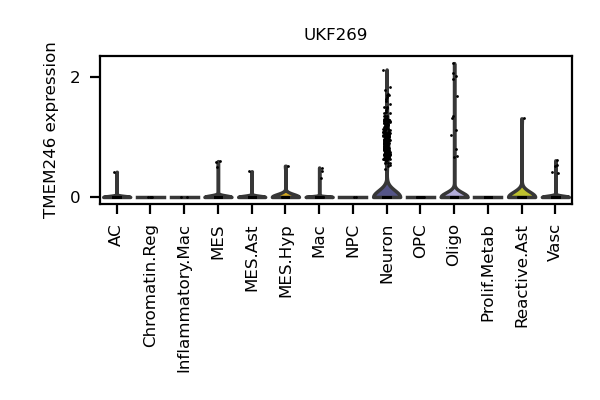 UKF269
TMEM246 expression
2
0
AC
Chromatin.Reg
Inflammatory.Mac
MES
MES.Ast
MES.Hyp
Mac
NPC
Neuron
OPC
Oligo
Prolif.Metab
Reactive.Ast
Vasc